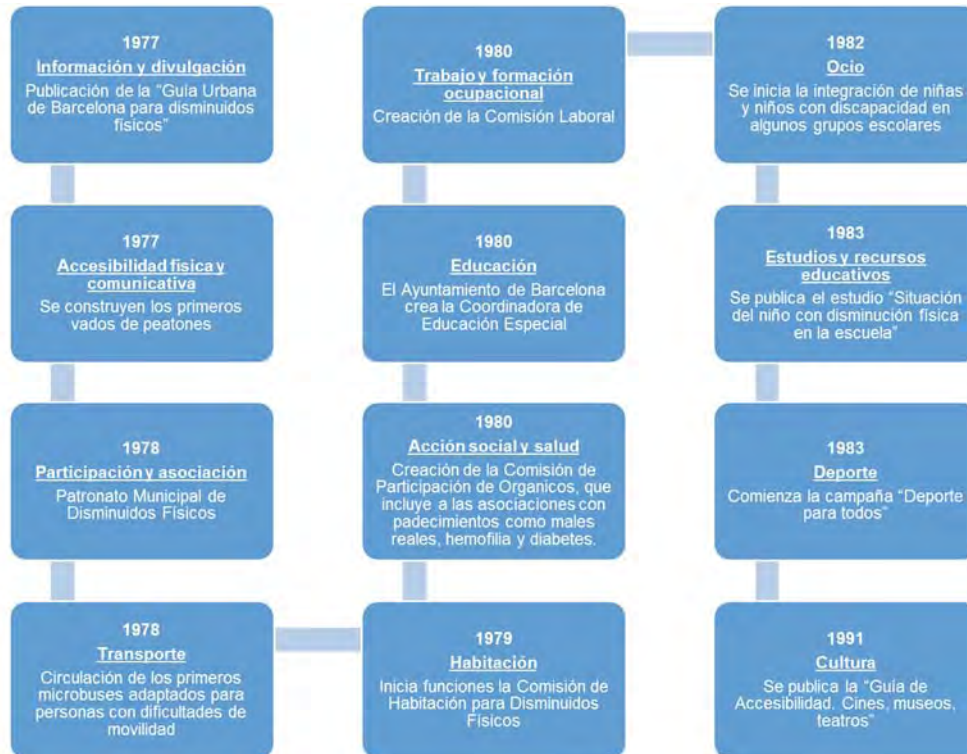 1977
Información y divulgación
Publicación de la "Guía Urbana
de Barcelona para disminuidos
físicos"
1977
Accesibilidad física y
comunicativa
Se construyen los primeros
vados de peatones
1978
Participación y asociación
Patronato Municipal de
Disminuidos Físicos
1978
Transporte
Circulación de los primeros
microbuses adaptados para
personas con dificultades de
movilidad
1979
Habitación
Inicia funciones la Comisión de
Habitación para Disminuidos
Físicos
1980
Acción social y salud
Creación de la Comisión de
Participación de Organicos, que
incluye a las asociaciones con
padecimientos como males
reales, hemofilia y diabetes.
1980
Educación
El Ayuntamiento de Barcelona
crea la Coordinadora de
Educación Especial
1980
Trabajo y formación
ocupacional
Creación de la Comisión Laboral
1982
Ocio
Se inicia la integración de niñas
y niños con discapacidad en
algunos grupos escolares
1983
Estudios y recursos
educativos
Se publica el estudio "Situación
del niño con disminución física
en la escuela"
1983
Deporte
Comienza la campaña "Deporte
para todos"
1991
Cultura
Se publica la "Guía de
Accesibilidad. Cines, museos,
teatros"